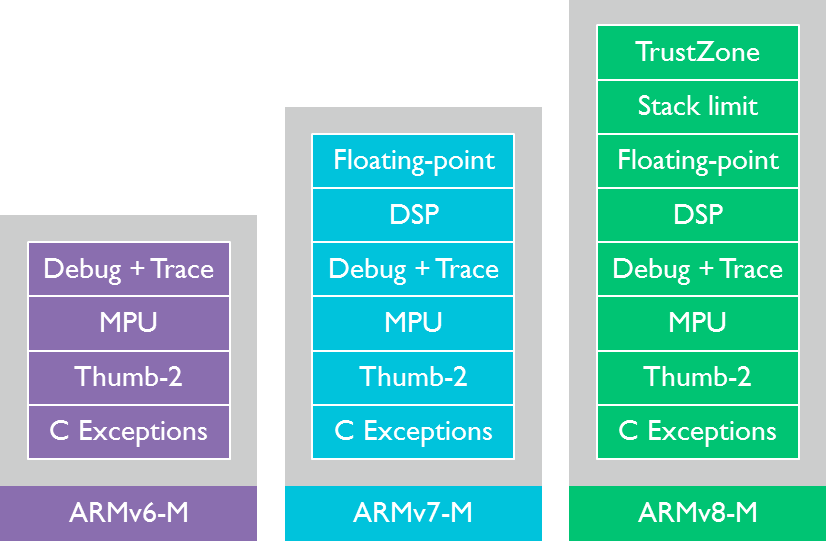 Debug + Trace
MPU
Thumb-2
C Exceptions
ARMv6-M
Floating-point
DSP
Debug + Trace
MPU
Thumb-2
C Exceptions
ARMv7-M
TrustZone
Stack limit
Floating-point
DSP
Debug + Trace
MPU
Thumb-2
C Exceptions
ARMv8-M